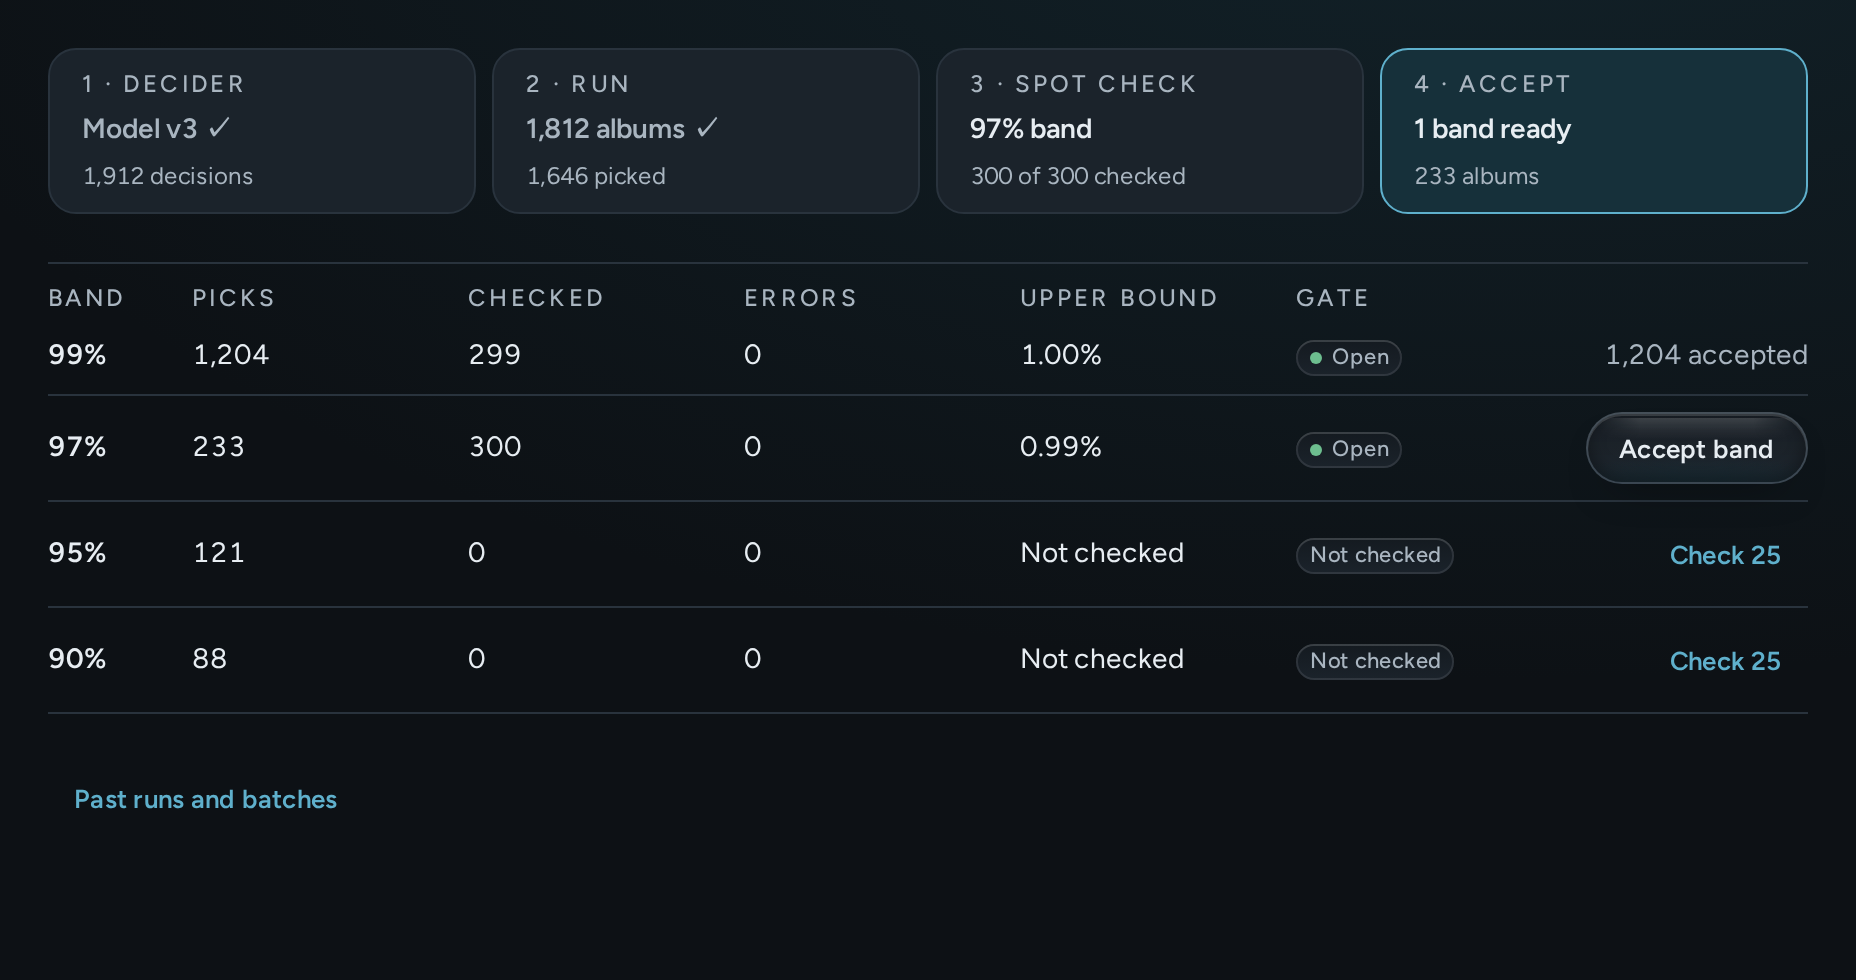 1 · DECIDER
Model v3 ✓
1,912 decisions
2 · RUN
1,812 albums ✓
1,646 picked
3 · SPOT CHECK
97% band
300 of 300 checked
4 · ACCEPT
1 band ready
233 albums
BAND PICKS CHECKED ERRORS UPPER BOUND GATE
99% 1,204 299 0 1.00% Open 1,204 accepted
97% 233 300 0 0.99% Open Accept band
95% 121 0 0 Not checked Not checked Check 25
90% 88 0 0 Not checked Not checked Check 25
Past runs and batches